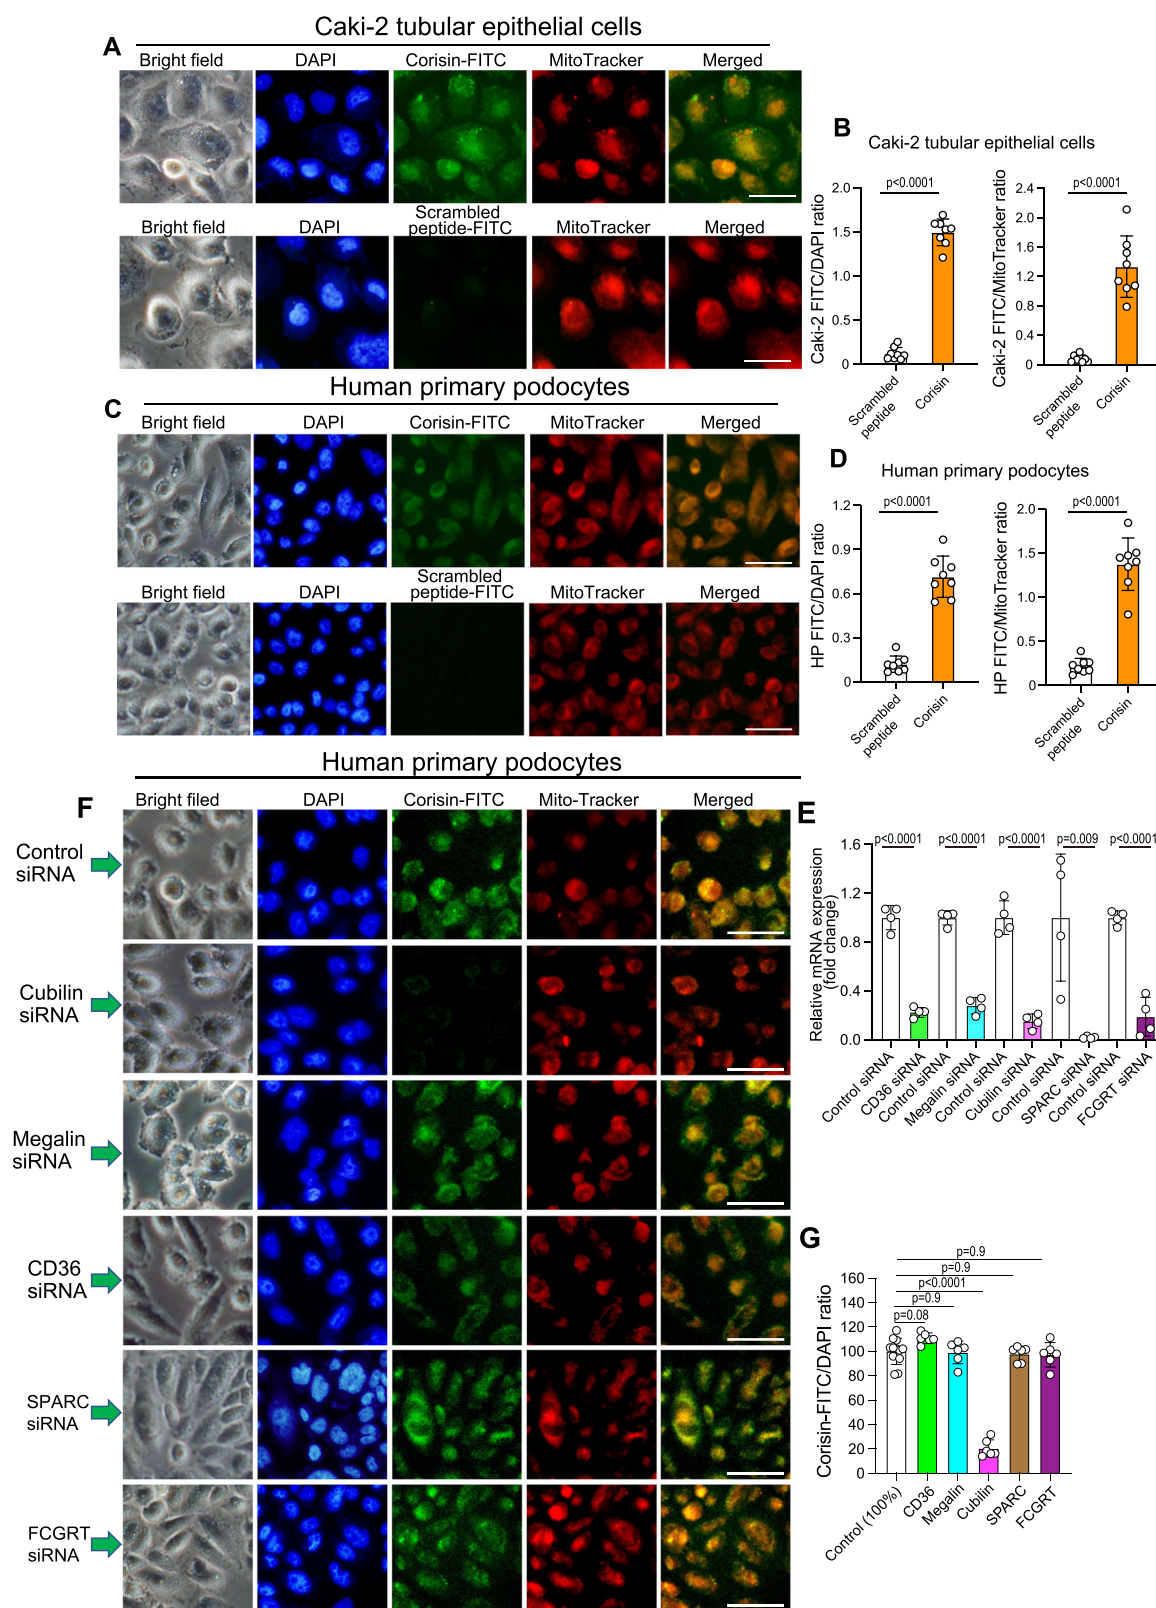 A
Caki-2 tubular epithelial cells
Bright field DAPI Corisin-FITC MitoTracker Merged
Bright field DAPI Scrambled peptide-FITC MitoTracker Merged
B
Caki-2 tubular epithelial cells
Caki-2 FITC/DAPI ratio
2.0
1.5
1.0
0.5
0
p<0.0001
Scrambled peptide
Corisin
Caki-2 FITC/MitoTracker ratio
2.4
2.0
1.6
1.2
0.8
0.4
0
p<0.0001
Scrambled peptide
Corisin
C
Human primary podocytes
Bright field DAPI Corisin-FITC MitoTracker Merged
Bright field DAPI Scrambled peptide-FITC MitoTracker Merged
D
Human primary podocytes
HP FITC/DAPI ratio
1.2
0.9
0.6
0.3
0
p<0.0001
Scrambled peptide
Corisin
HP FITC/MitoTracker ratio
2.0
1.5
1.0
0.5
0
p<0.0001
Scrambled peptide
Corisin
F
Human primary podocytes
Bright filed DAPI Corisin-FITC Mito-Tracker Merged
Control
siRNA
Cubilin
siRNA
Megalin
siRNA
CD36
siRNA
SPARC
siRNA
FCGRT
siRNA
E
Relative mRNA expression
(fold change)
1.6
1.2
0.8
0.4
0.0
p<0.0001 p<0.0001 p<0.0001 p=0.009 p<0.0001
Control siRNA
CD36 siRNA
Control siRNA
Megalin siRNA
Control siRNA
Cubilin siRNA
Control siRNA
SPARC siRNA
Control siRNA
FCGRT siRNA
G
Corisin-FITC/DAPI ratio
160
140
120
100
80
60
40
20
0
p=0.9
p=0.9
p<0.0001
p=0.9
p=0.08
Control (100%)
CD36
Megalin
Cubilin
SPARC
FCGRT